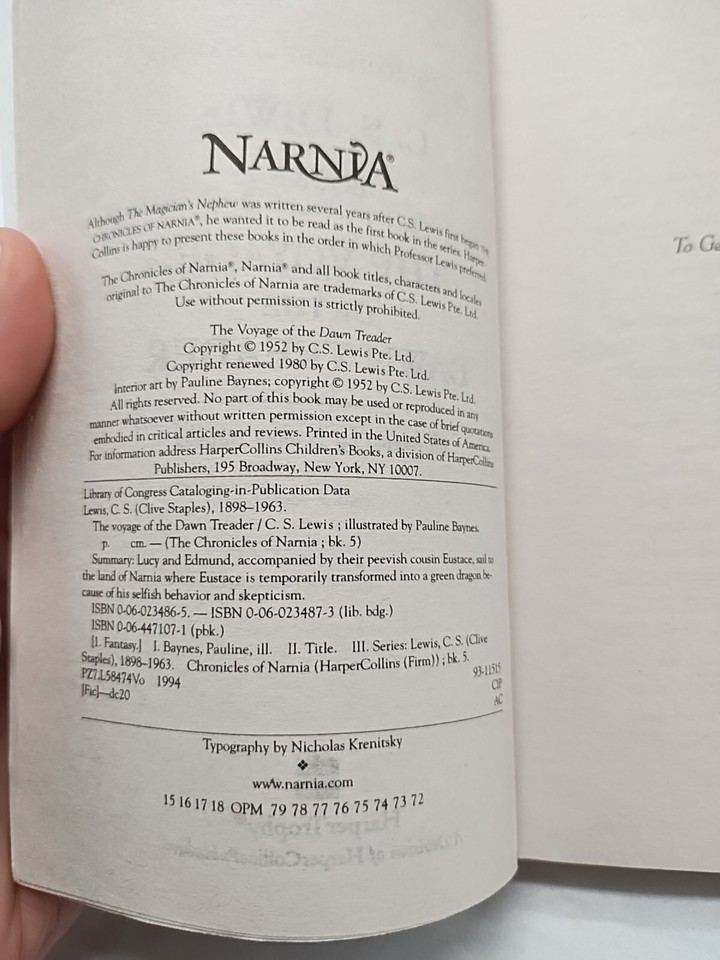 NARNIA®
Although The Magician's Nephew was written several years after C.S. Lewis first began THE
CHRONICLES OF NARNIA®, he wanted it to be read as the first book in the series. Harper-
Collins is happy to present these books in the order in which Professor Lewis preferred.
The Chronicles of Narnia®, Narnia® and all book titles, characters and locales
original to The Chronicles of Narnia are trademarks of C.S. Lewis Pte. Ltd.
Use without permission is strictly prohibited.
The Voyage of the Dawn Treader
Copyright © 1952 by C.S. Lewis Pte. Ltd.
Copyright renewed 1980 by C.S. Lewis Pte. Ltd.
Interior art by Pauline Baynes; copyright © 1952 by C.S. Lewis Pte. Ltd.
All rights reserved. No part of this book may be used or reproduced in any
manner whatsoever without written permission except in the case of brief quotations
embodied in critical articles and reviews. Printed in the United States of America.
For information address HarperCollins Children's Books, a division of HarperCollins
Publishers, 195 Broadway, New York, NY 10007.
Library of Congress Cataloging-in-Publication Data
Lewis, C. S. (Clive Staples), 1898–1963.
The voyage of the Dawn Treader / C. S. Lewis ; illustrated by Pauline Baynes.
p. cm. — (The Chronicles of Narnia ; bk. 5)
Summary: Lucy and Edmund, accompanied by their peevish cousin Eustace, sail to
the land of Narnia where Eustace is temporarily transformed into a green dragon be-
cause of his selfish behavior and skepticism.
ISBN 0-06-023486-5. — ISBN 0-06-023487-3 (lib. bdg.)
ISBN 0-06-447107-1 (pbk.)
[1. Fantasy.] I. Baynes, Pauline, ill. II. Title. III. Series: Lewis, C. S. (Clive
Staples), 1898–1963. Chronicles of Narnia (HarperCollins (Firm)) ; bk. 5.
PZ7.L58474Vo 1994 93-11515
[Fic]—dc20 CIP
AC
Typography by Nicholas Krenitsky
❖
www.narnia.com
15 16 17 18 OPM 79 78 77 76 75 74 73 72
To